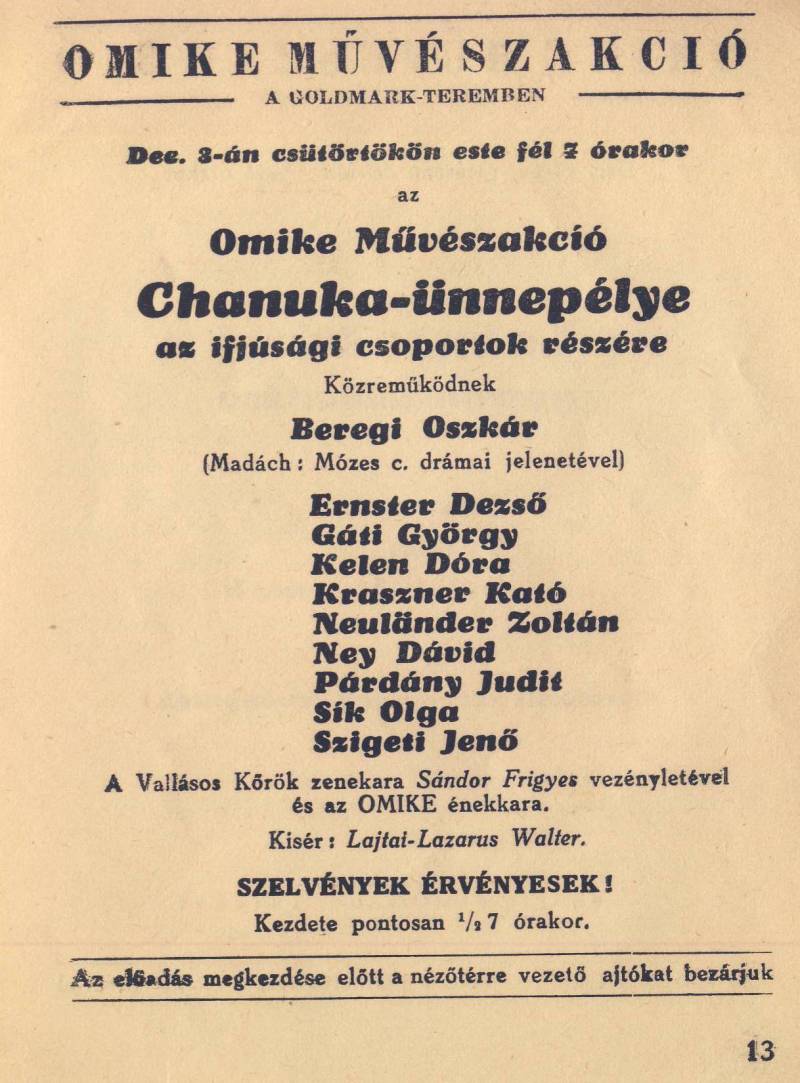 OMIKE MŰVÉSZAKCIÓ
A GOLDMARK-TEREMBEN
Dec. 3-án csütörtökön este fél 7 órakor
az
Omike Művészakció
Chanuka-ünnepélye
az ifjúsági csoportok részére
Közreműködnek
Beregi Oszkár
(Madách: Mózes c. drámai jelenetével)
Ernster Dezső
Gáti György
Kelen Dóra
Kraszner Kató
Neuländer Zoltán
Ney Dávid
Párdány Judit
Sík Olga
Szigeti Jenő
A Vallásos Kőrök zenekara Sándor Frigyes vezényletével
és az OMIKE énekkara.
Kisér: Lajtai-Lazarus Walter.
SZELVÉNYEK ÉRVÉNYESEK!
Kezdete pontosan 1/2 7 órakor.
Az előadás megkezdése előtt a nézőtérre vezető ajtókat bezárjuk
13